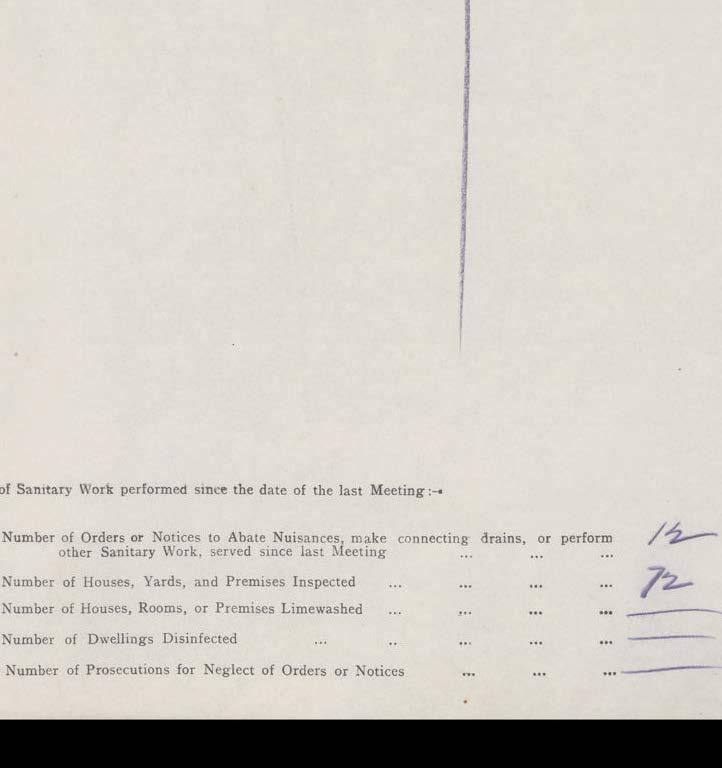 of Sanitary Work performed since the date of the last Meeting:—
Number of Orders or Notices to Abate Nuisances, make connecting drains, or perform
other Sanitary Work, served since last Meeting ... ... ... 12
Number of Houses, Yards, and Premises Inspected ... ... ... 72
Number of Houses, Rooms, or Premises Limewashed ... ... ... ... —
Number of Dwellings Disinfected ... .. ... ... ... —
Number of Prosecutions for Neglect of Orders or Notices ... ... ... —